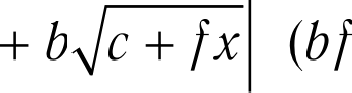 + b√(c + fx)| (bf